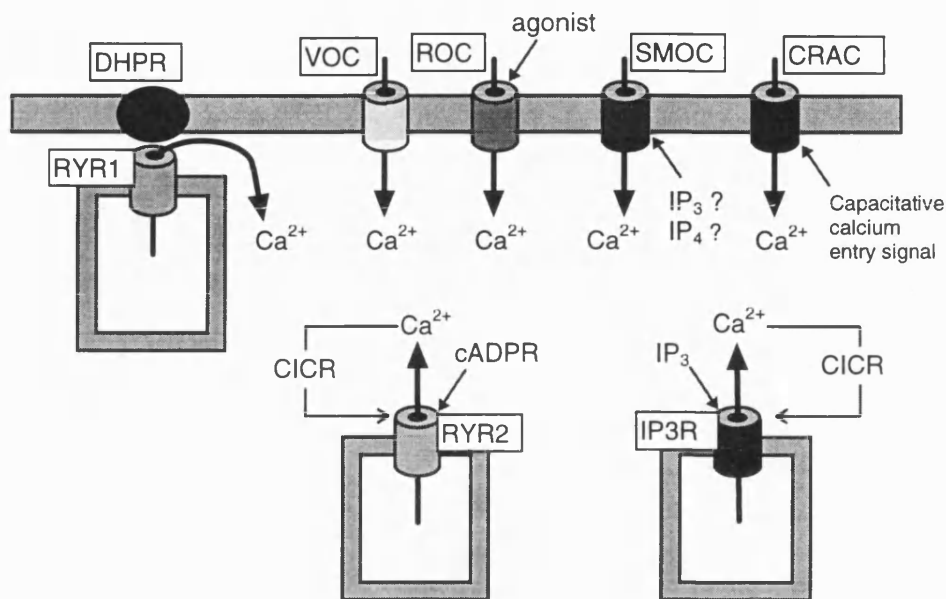 agonist
DHPR
VOC
ROC
SMOC
CRAC
RYR1
Ca²⁺
Ca²⁺
Ca²⁺
Ca²⁺
Ca²⁺
IP₃ ?
IP₄ ?
Capacitative
calcium
entry signal
Ca²⁺
CICR
cADPR
RYR2
Ca²⁺
IP₃
CICR
IP3R